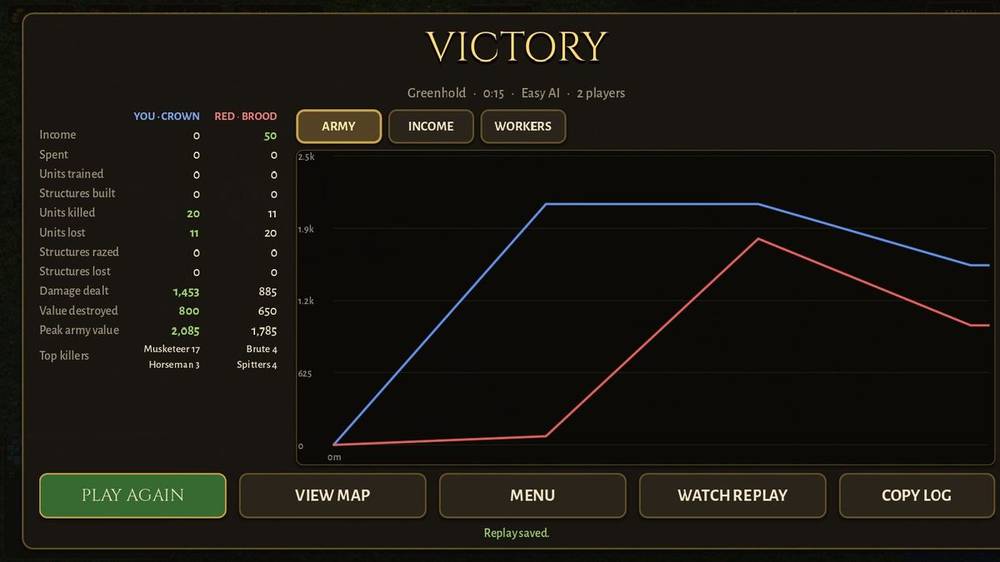 VICTORY
Greenhold · 0:15 · Easy AI · 2 players
YOU · CROWN RED · BROOD
Income 0 50
Spent 0 0
Units trained 0 0
Structures built 0 0
Units killed 20 11
Units lost 11 20
Structures razed 0 0
Structures lost 0 0
Damage dealt 1,453 885
Value destroyed 800 650
Peak army value 2,085 1,785
Top killers Musketeer 17 Brute 4
Horseman 3 Spitters 4
ARMY INCOME WORKERS
2.5k
1.9k
1.2k
625
0
0m
PLAY AGAIN VIEW MAP MENU WATCH REPLAY COPY LOG
Replay saved.